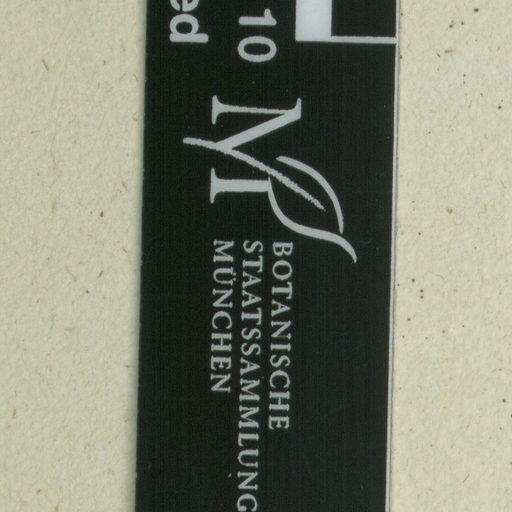 10
ed
M
BOTANISCHE
STAATSSAMMLUNG
MÜNCHEN